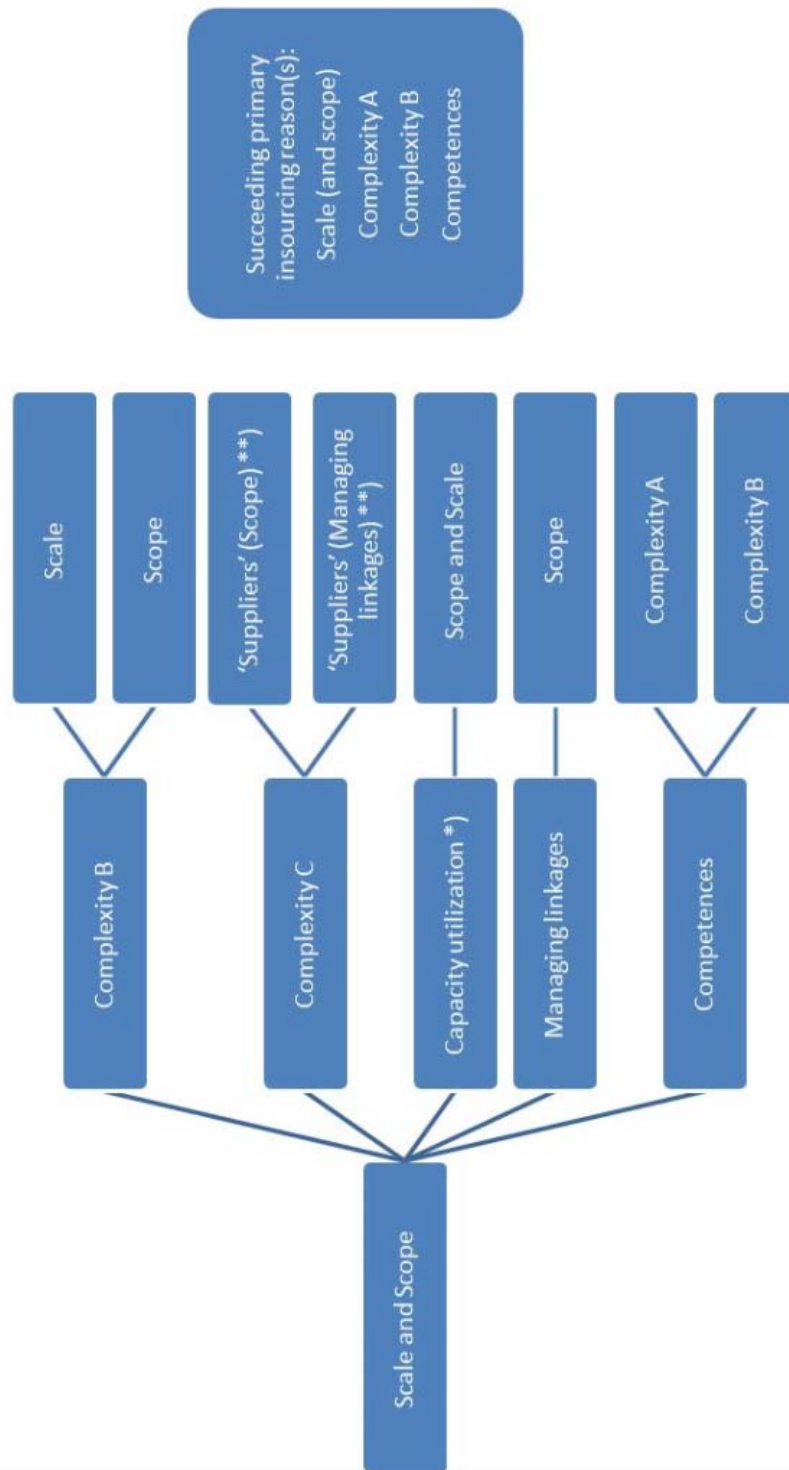 Scale and Scope
Complexity B
Complexity C
Capacity utilization *)
Managing linkages
Competences
Scale
Scope
‘Suppliers’ (Scope) **)
‘Suppliers’ (Managing
linkages) **)
Scope and Scale
Scope
Complexity A
Complexity B
Succeeding primary
insourcing reason(s):
Scale (and scope)
Complexity A
Complexity B
Competences